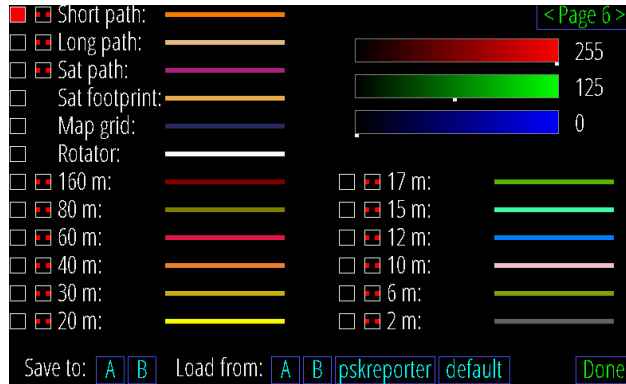 Short path: < Page 6 >
Long path: 255
Sat path: 125
Sat footprint:
Map grid: 0
Rotator:
160 m: 17 m:
80 m: 15 m:
60 m: 12 m:
40 m: 10 m:
30 m: 6 m:
20 m: 2 m:
Save to: A B Load from: A B pskreporter default Done